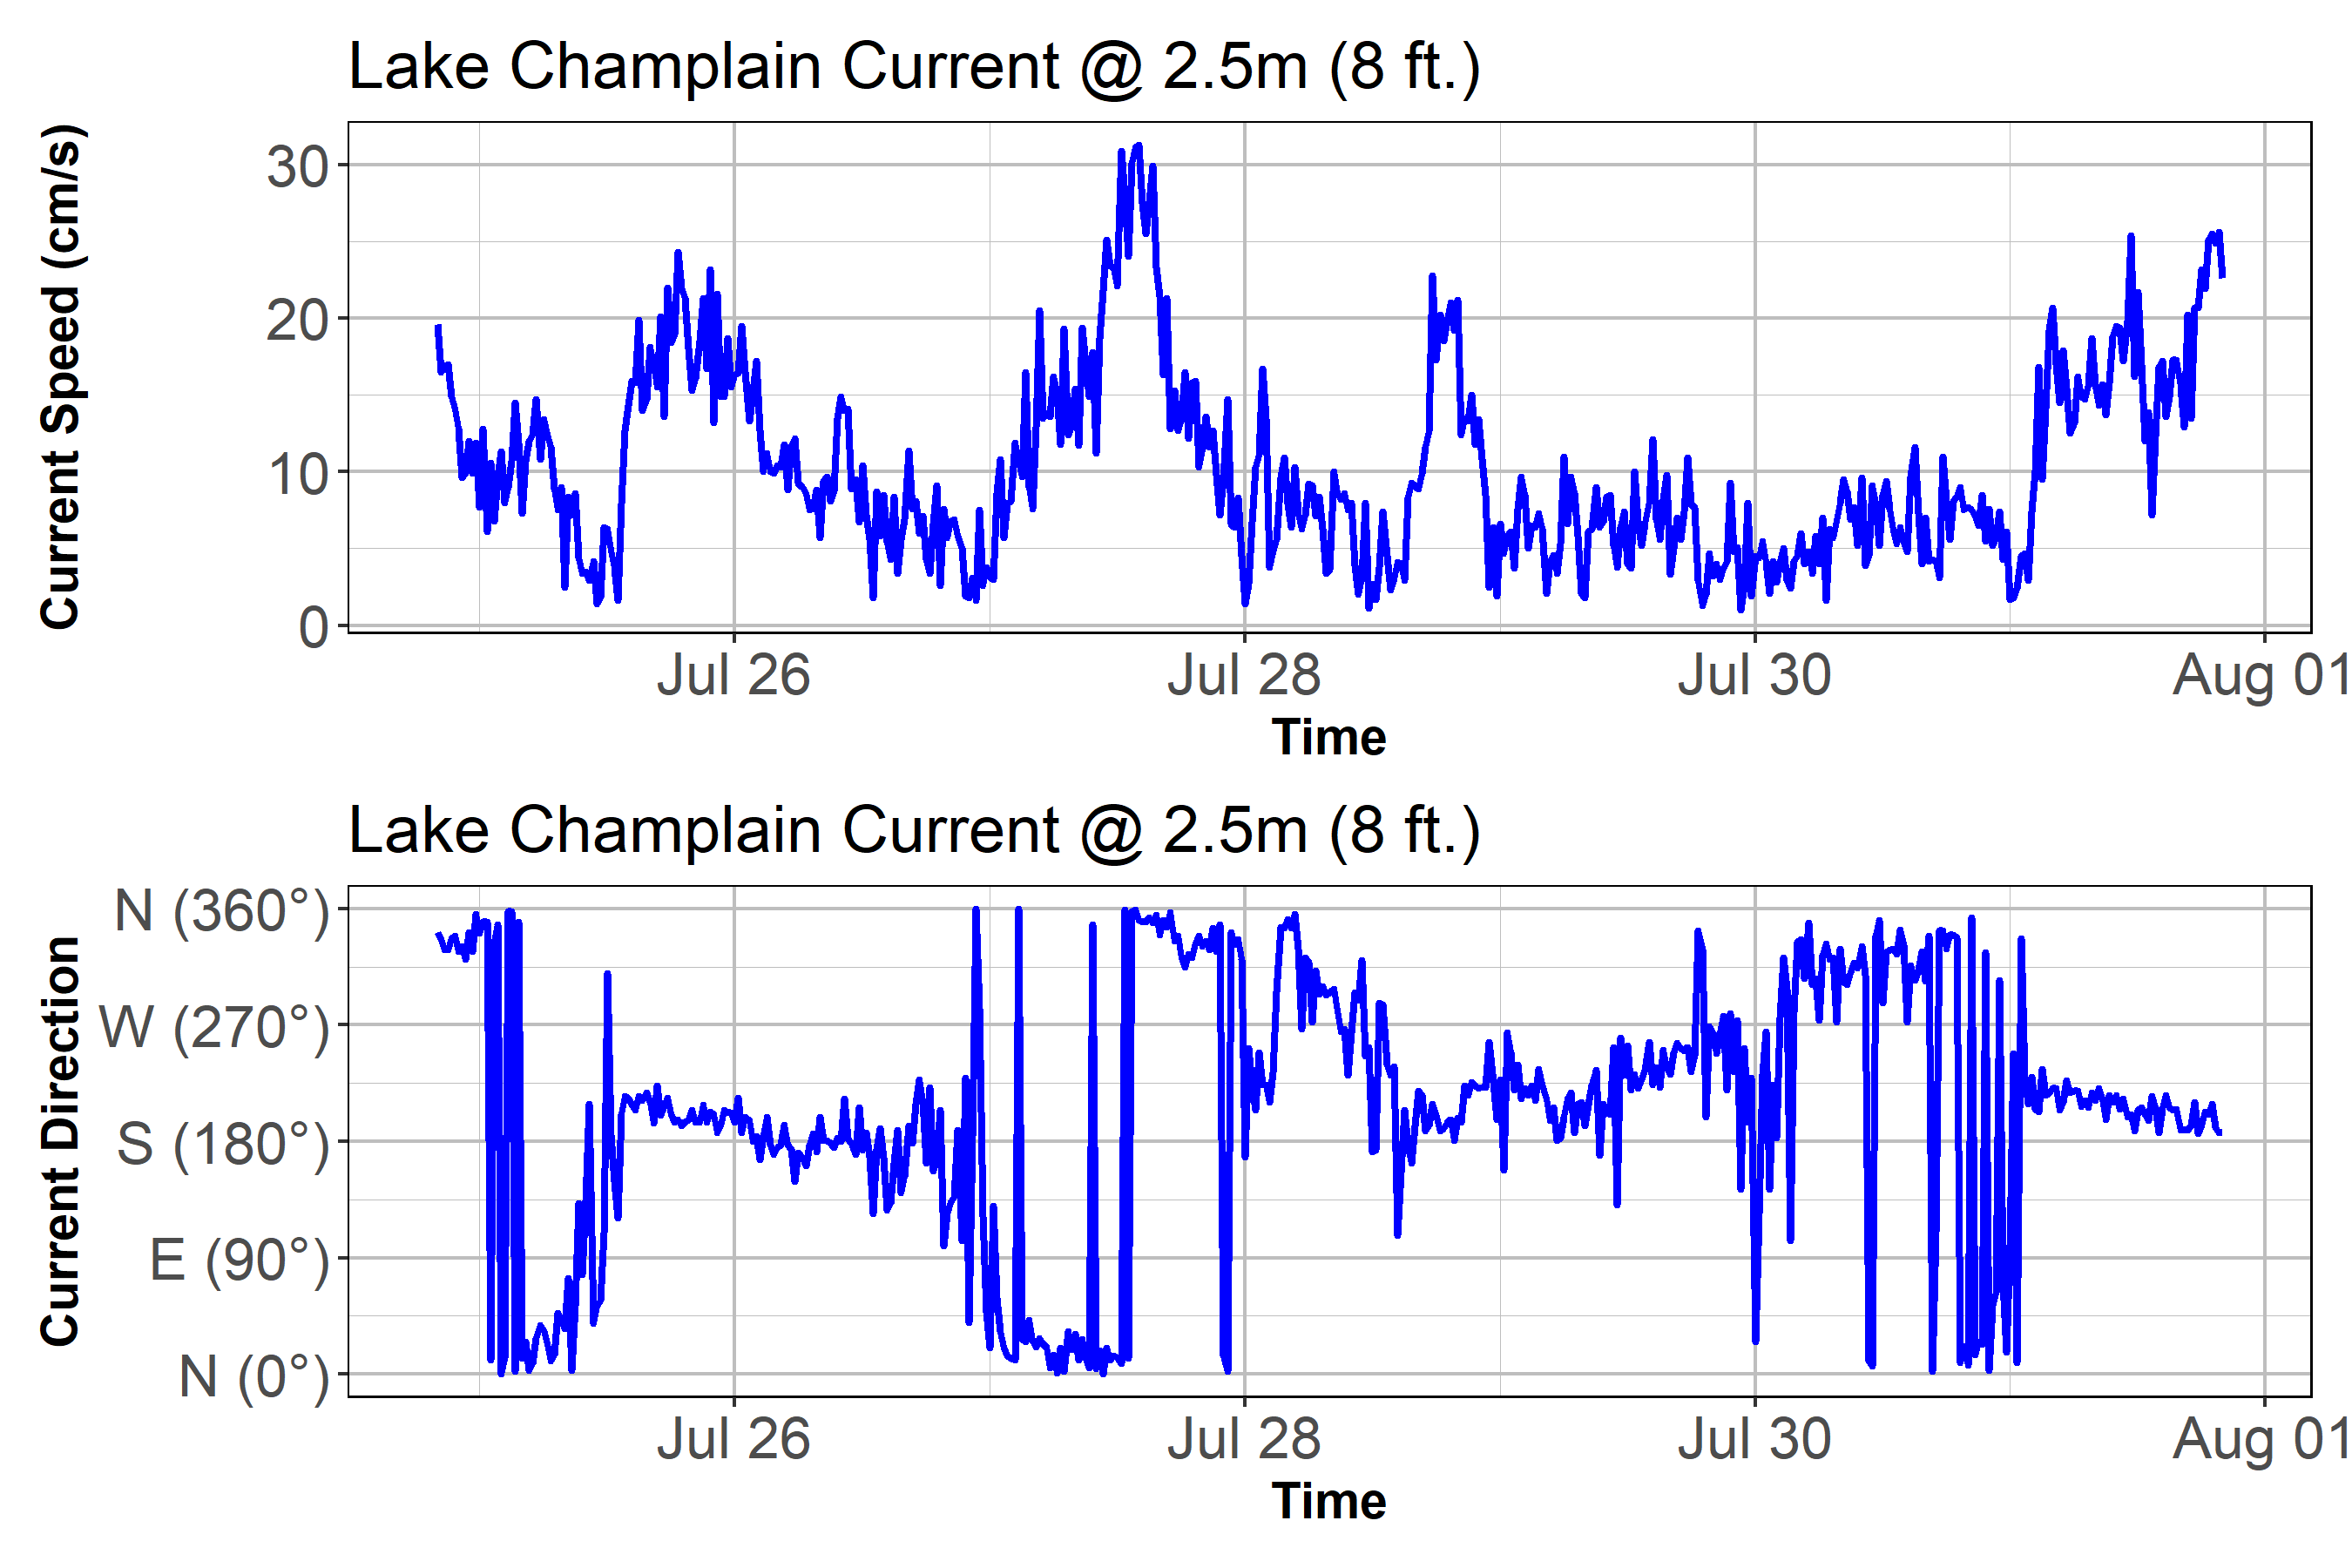 Lake Champlain Current @ 2.5m (8 ft.)
Current Speed (cm/s)
30
20
10
0
Jul 26 Jul 28 Jul 30 Aug 01
Time
Lake Champlain Current @ 2.5m (8 ft.)
Current Direction
N (360°)
W (270°)
S (180°)
E (90°)
N (0°)
Jul 26 Jul 28 Jul 30 Aug 01
Time